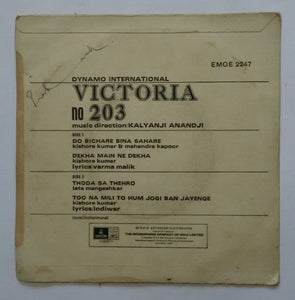 EMOE 2247
DYNAMO INTERNATIONAL
VICTORIA
no 203
music direction/KALYANJI ANANDJI
SIDE 1
DO BICHARE BINA SAHARE
kishore kumar & mahendra kapoor
DEKHA MAIN NE DEKHA
kishore kumar
lyrics/varma malik
SIDE 2
THODA SA THEHRO
lata mangeshkar
TOO NA MILI TO HUM JOGI BAN JAYENGE
kishore kumar
lyrics/indiwar
THE GRAMOPHONE COMPANY OF INDIA LIMITED